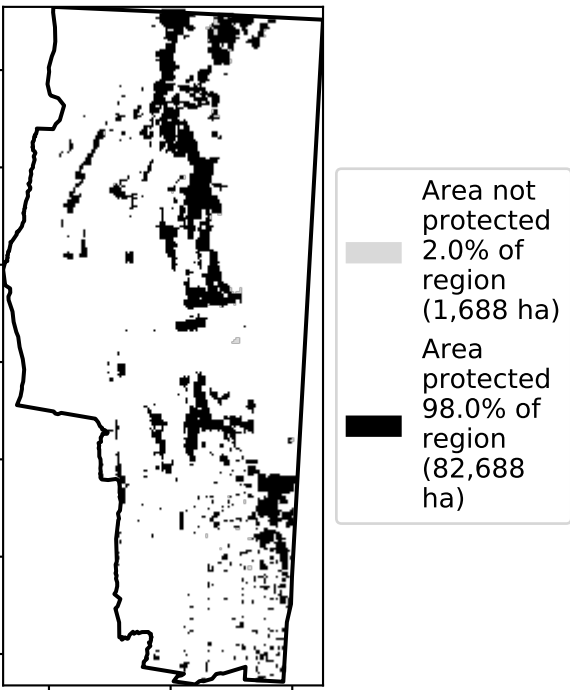 Area not
protected
2.0% of
region
(1,688 ha)
Area
protected
98.0% of
region
(82,688
ha)